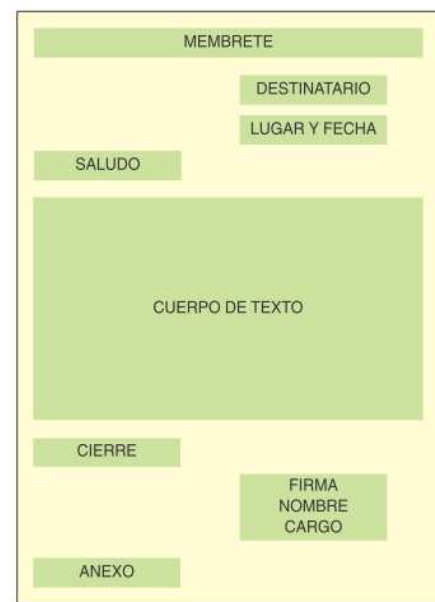 MEMBRETE
DESTINATARIO
LUGAR Y FECHA
SALUDO
CUERPO DE TEXTO
CIERRE
FIRMA
NOMBRE
CARGO
ANEXO